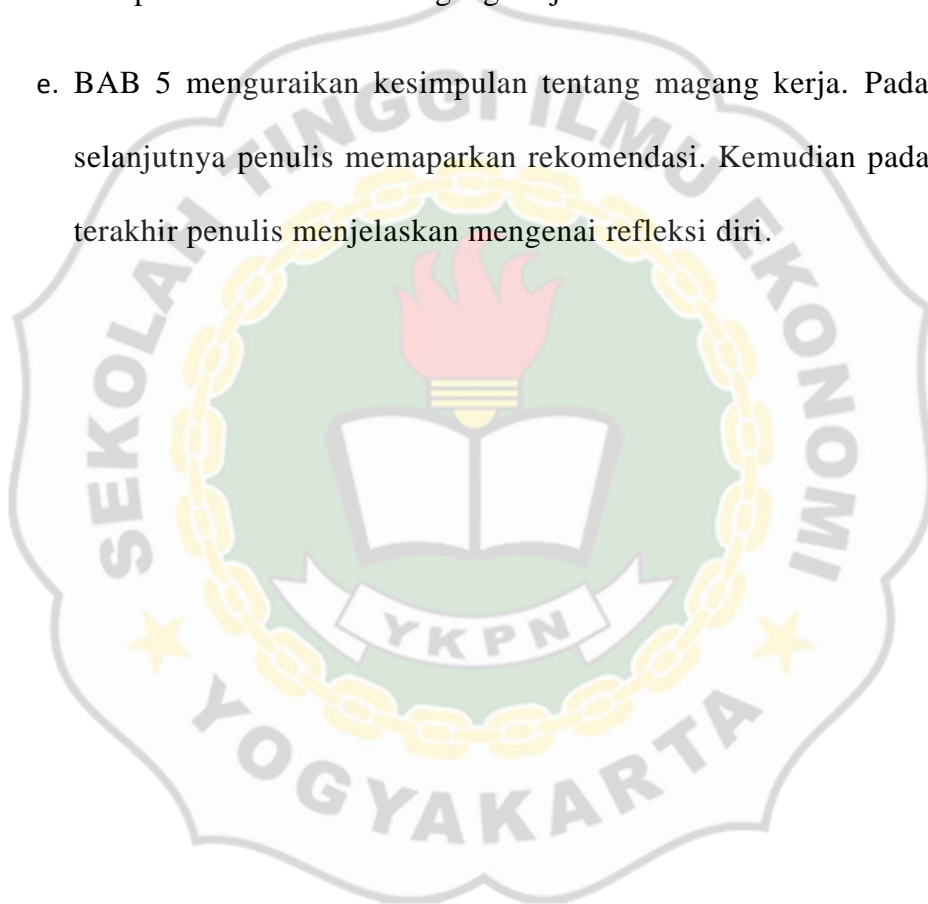 e. BAB 5 menguraikan kesimpulan tentang magang kerja. Pada
selanjutnya penulis memaparkan rekomendasi. Kemudian pada
terakhir penulis menjelaskan mengenai refleksi diri.
SEKOLAH TINGGI ILMU EKONOMI
YKPN
YOGYAKARTA